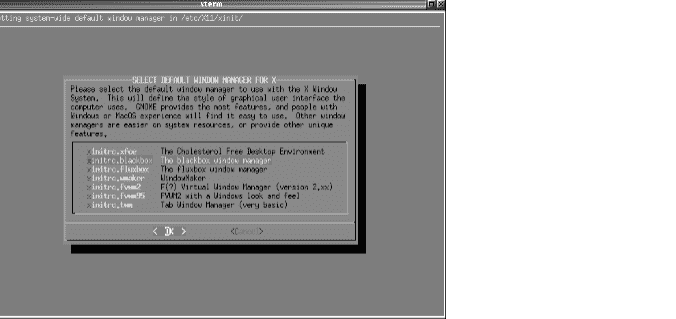 xterm
tting system-wide default window manager in /etc/X11/xinit/
SELECT DEFAULT WINDOW MANAGER FOR X
Please select the default window manager to use with the X Window
System. This will define the style of graphical user interface the
computer uses. GNOME provides the most features, and people with
Windows or MacOS experience will find it easy to use. Other window
managers are easier on system resources, or provide other unique
features.
xinitrc.xfce The Cholesterol Free Desktop Environment
xinitrc.blackbox The blackbox window manager
xinitrc.fluxbox The fluxbox window manager
xinitrc.wmaker WindowMaker
xinitrc.fvwm2 F(?) Virtual Window Manager (version 2.xx)
xinitrc.fvwm95 FVWM2 with a Windows look and feel
xinitrc.twm Tab Window Manager (very basic)
< OK > <Cancel>